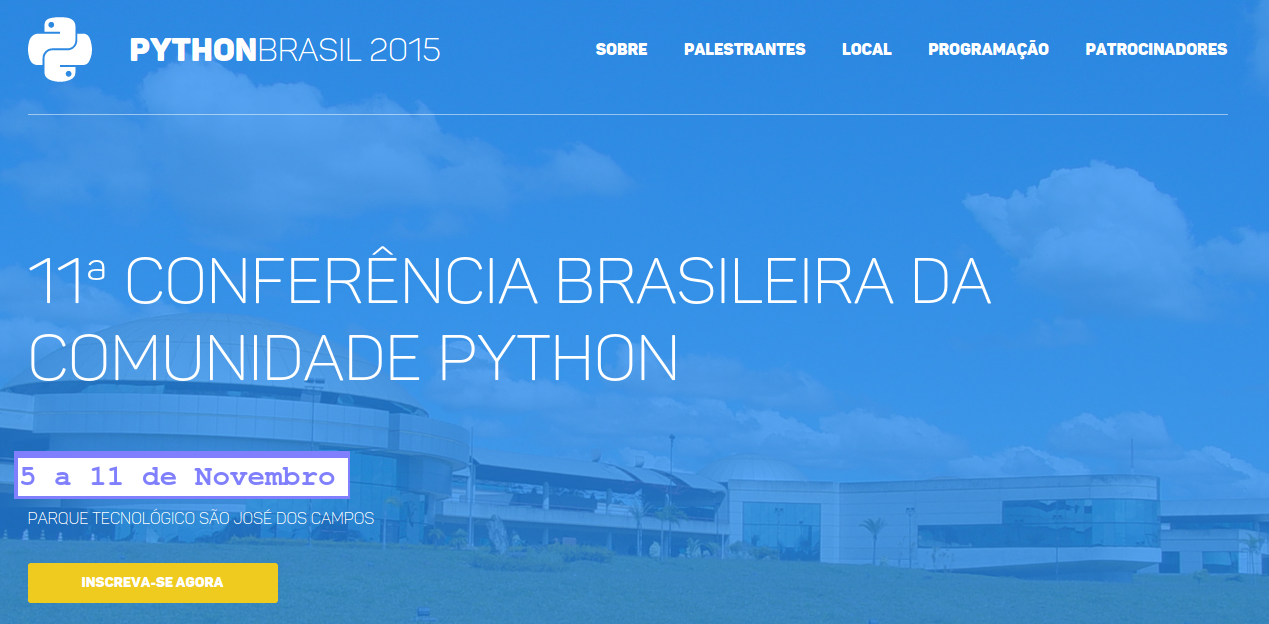 PYTHONBRASIL 2015
SOBRE PALESTRANTES LOCAL PROGRAMAÇÃO PATROCINADORES
11ª CONFERÊNCIA BRASILEIRA DA
COMUNIDADE PYTHON
5 a 11 de Novembro
PARQUE TECNOLÓGICO SÃO JOSÉ DOS CAMPOS
INSCREVA-SE AGORA